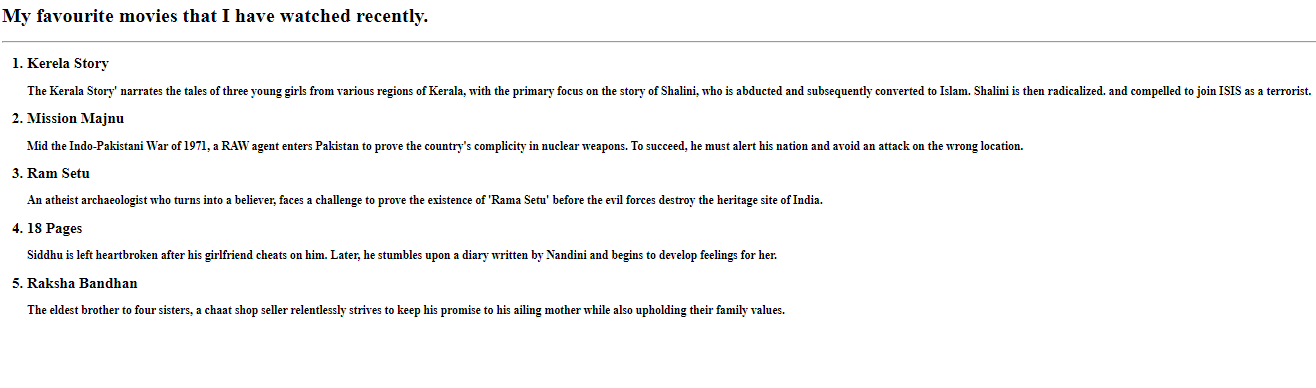 My favourite movies that I have watched recently.
1. Kerela Story
The Kerala Story' narrates the tales of three young girls from various regions of Kerala, with the primary focus on the story of Shalini, who is abducted and subsequently converted to Islam. Shalini is then radicalized. and compelled to join ISIS as a terrorist.
2. Mission Majnu
Mid the Indo-Pakistani War of 1971, a RAW agent enters Pakistan to prove the country's complicity in nuclear weapons. To succeed, he must alert his nation and avoid an attack on the wrong location.
3. Ram Setu
An atheist archaeologist who turns into a believer, faces a challenge to prove the existence of 'Rama Setu' before the evil forces destroy the heritage site of India.
4. 18 Pages
Siddhu is left heartbroken after his girlfriend cheats on him. Later, he stumbles upon a diary written by Nandini and begins to develop feelings for her.
5. Raksha Bandhan
The eldest brother to four sisters, a chaat shop seller relentlessly strives to keep his promise to his ailing mother while also upholding their family values.